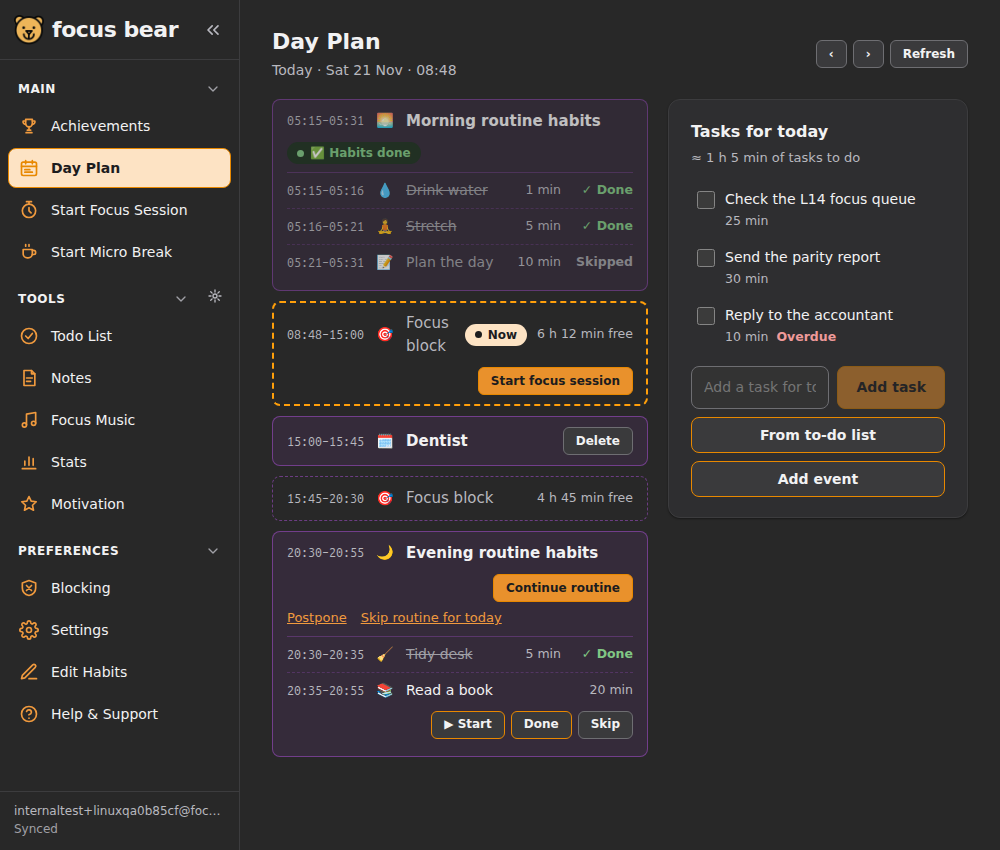 focus bear
MAIN
Achievements
Day Plan
Start Focus Session
Start Micro Break
TOOLS
Todo List
Notes
Focus Music
Stats
Motivation
PREFERENCES
Blocking
Settings
Edit Habits
Help & Support
internaltest+linuxqa0b85cf@foc...
Synced
Day Plan
Today · Sat 21 Nov · 08:48
‹ › Refresh
05:15–05:31 Morning routine habits
✅ Habits done
05:15–05:16 Drink water 1 min ✓ Done
05:16–05:21 Stretch 5 min ✓ Done
05:21–05:31 Plan the day 10 min Skipped
08:48–15:00 Focus block Now 6 h 12 min free
Start focus session
15:00–15:45 Dentist Delete
15:45–20:30 Focus block 4 h 45 min free
20:30–20:55 Evening routine habits
Continue routine
Postpone Skip routine for today
20:30–20:35 Tidy desk 5 min ✓ Done
20:35–20:55 Read a book 20 min
▶ Start Done Skip
Tasks for today
≈ 1 h 5 min of tasks to do
Check the L14 focus queue
25 min
Send the parity report
30 min
Reply to the accountant
10 min Overdue
Add a task for to Add task
From to-do list
Add event